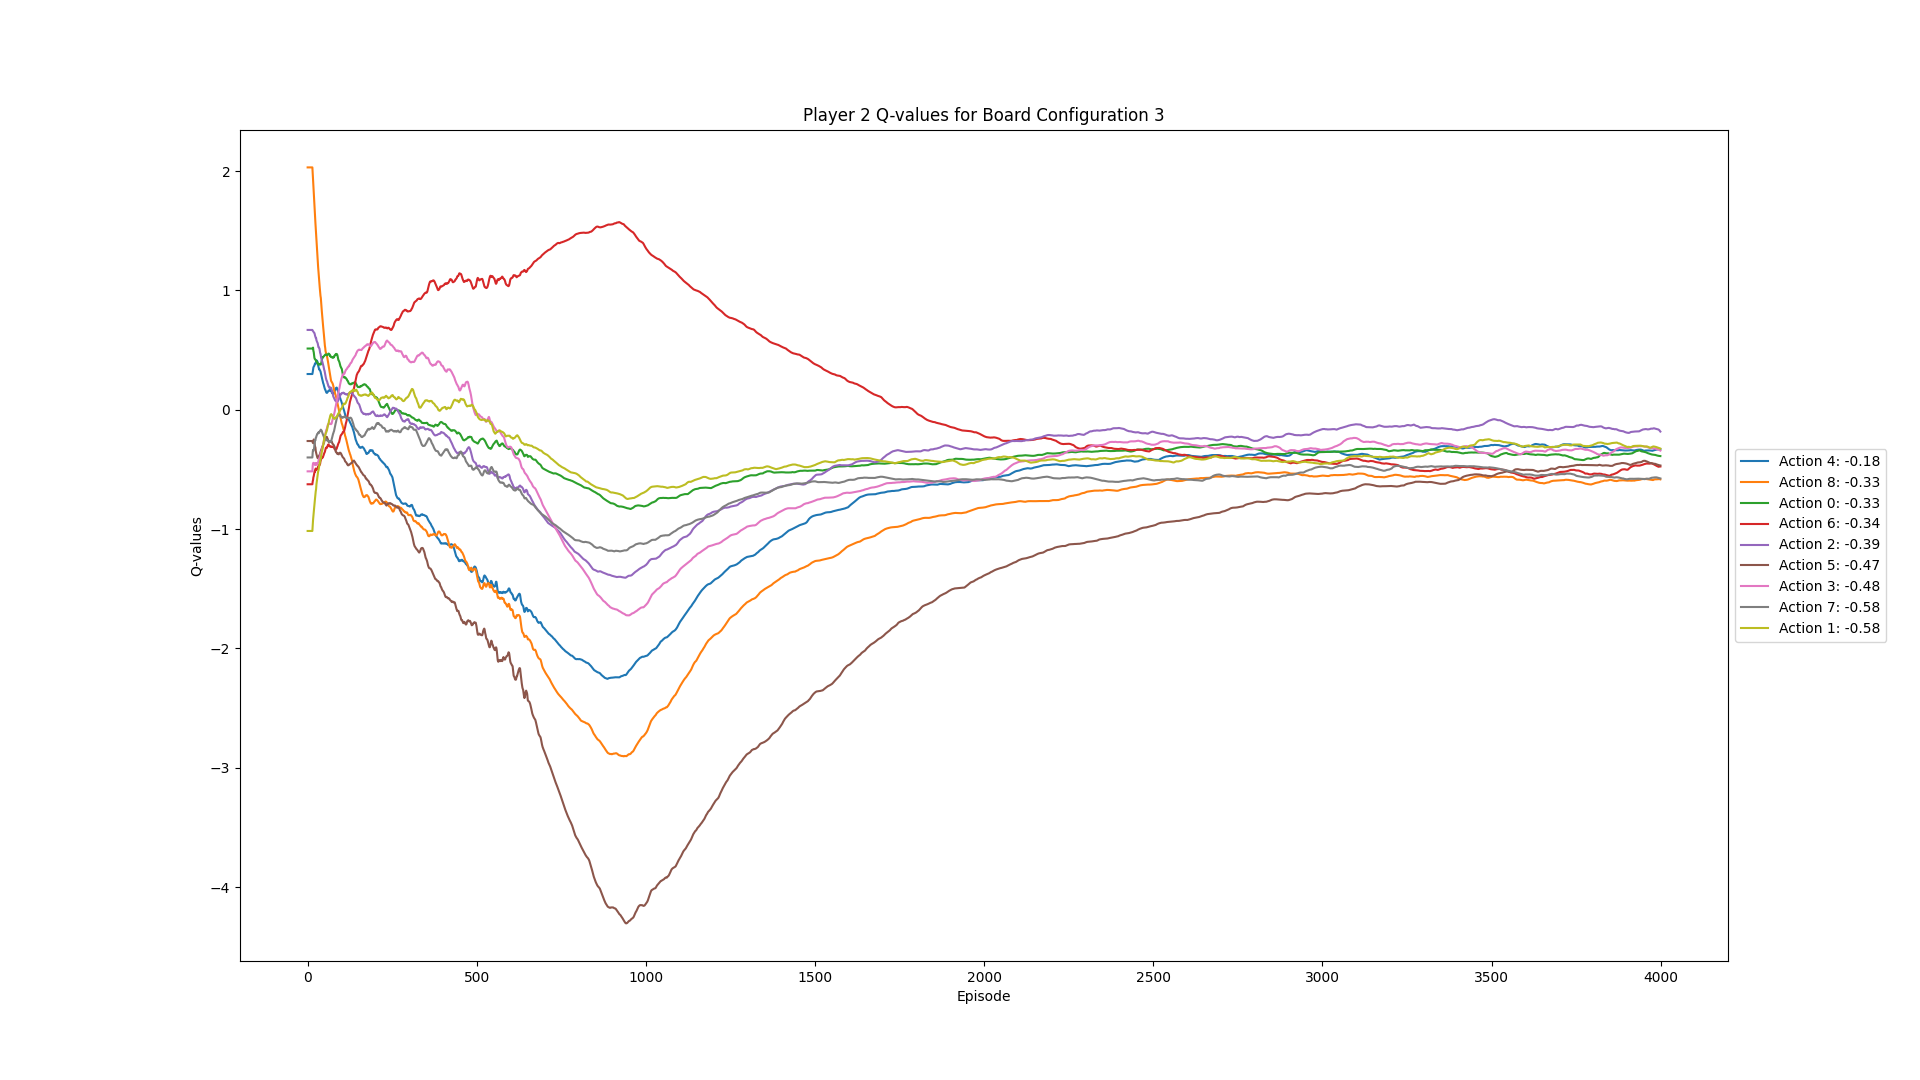 Player 2 Q-values for Board Configuration 3
Q-values
2
1
0
−1
−2
−3
−4
0
500
1000
1500
2000
2500
3000
3500
4000
Episode
Action 4: -0.18
Action 8: -0.33
Action 0: -0.33
Action 6: -0.34
Action 2: -0.39
Action 5: -0.47
Action 3: -0.48
Action 7: -0.58
Action 1: -0.58